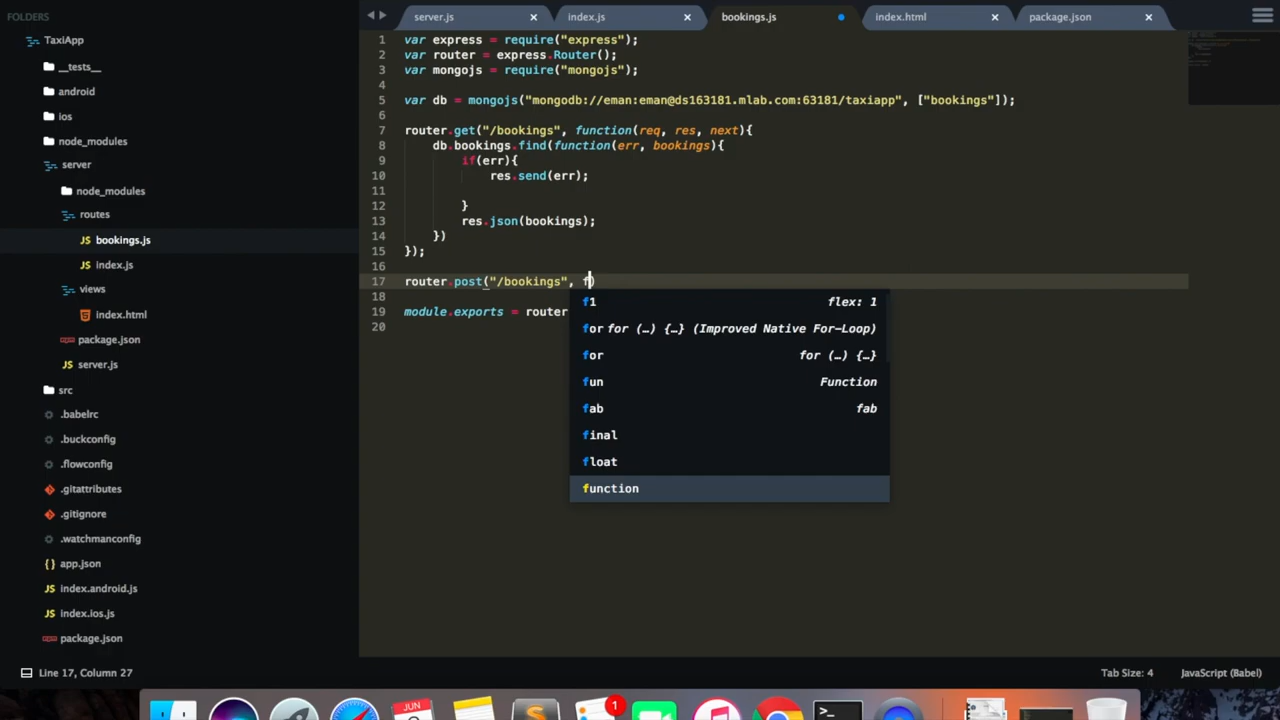 FOLDERS
TaxiApp
__tests__
android
ios
node_modules
server
node_modules
routes
JS bookings.js
JS index.js
views
index.html
package.json
JS server.js
src
.babelrc
.buckconfig
.flowconfig
.gitattributes
.gitignore
.watchmanconfig
{ } app.json
JS index.android.js
JS index.ios.js
package.json
server.js ×
index.js ×
bookings.js
index.html ×
package.json ×
1 var express = require("express");
2 var router = express.Router();
3 var mongojs = require("mongojs");
4
5 var db = mongojs("mongodb://eman:eman@ds163181.mlab.com:63181/taxiapp", ["bookings"]);
6
7 router.get("/bookings", function(req, res, next){
8 db.bookings.find(function(err, bookings){
9 if(err){
10 res.send(err);
11
12 }
13 res.json(bookings);
14 })
15 });
16
17 router.post("/bookings", f)
18
19 module.exports = router
20
f1 flex: 1
for for (…) {…} (Improved Native For-Loop)
for for (…) {…}
fun Function
fab fab
final
float
function
Line 17, Column 27
Tab Size: 4
JavaScript (Babel)
JUN
1
>_